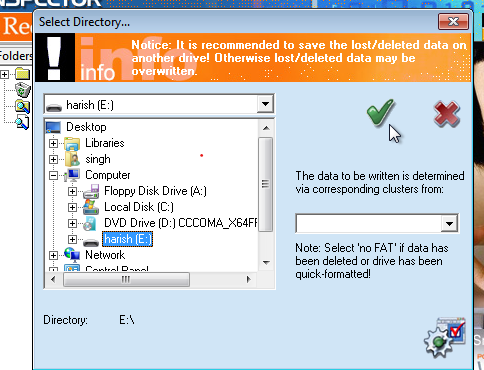 NSPECTOR
Select Directory...
Re
Notice: It is recommended to save the lost/deleted data on
another drive! Otherwise lost/deleted data may be
overwritten.
info
info
Folders
harish (E:)
Desktop
Libraries
singh
Computer
Floppy Disk Drive (A:)
Local Disk (C:)
DVD Drive (D:) CCCOMA_X64FF
harish (E:)
Network
Control Panel
The data to be written is determined
via corresponding clusters from:
Note: Select 'no FAT' if data has
been deleted or drive has been
quick-formatted!
Directory: E:\